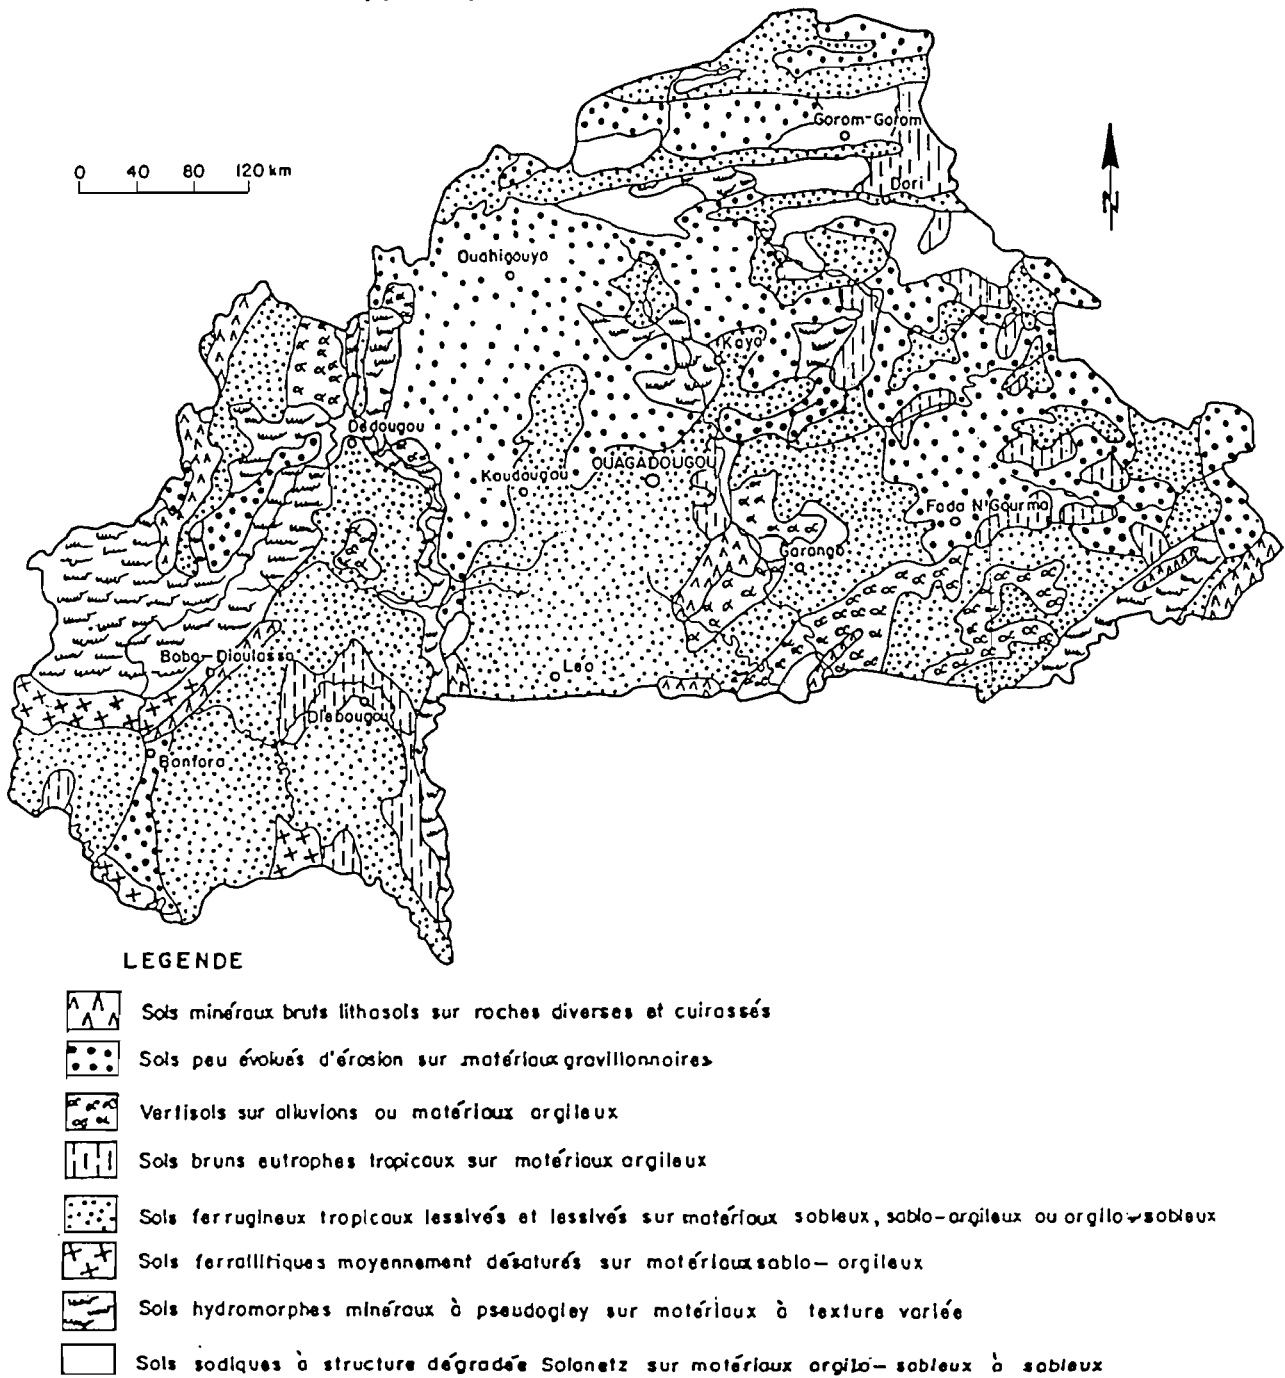 Gorom-Gorom
0 40 80 120 km
Dori
N
Ouahigouya
Kaya
Dédougou
OUAGADOUGOU
Koudougou
Fada N'Gourma
Garango
Bobo-Dioulasso
Léo
Diébougou
Banfora
LEGENDE
Sols minéraux bruts lithosols sur roches diverses et cuirassés
Sols peu évolués d'érosion sur matériaux gravillonnaires
Vertisols sur alluvions ou matériaux argileux
Sols bruns eutrophes tropicaux sur matériaux argileux
Sols ferrugineux tropicaux lessivés et lessivés sur matériaux sableux, sablo-argileux ou argilo-sableux
Sols ferrallitiques moyennement désaturés sur matériaux sablo-argileux
Sols hydromorphes minéraux à pseudogley sur matériaux à texture variée
Sols sodiques à structure dégradée Solonetz sur matériaux argilo-sableux à sableux